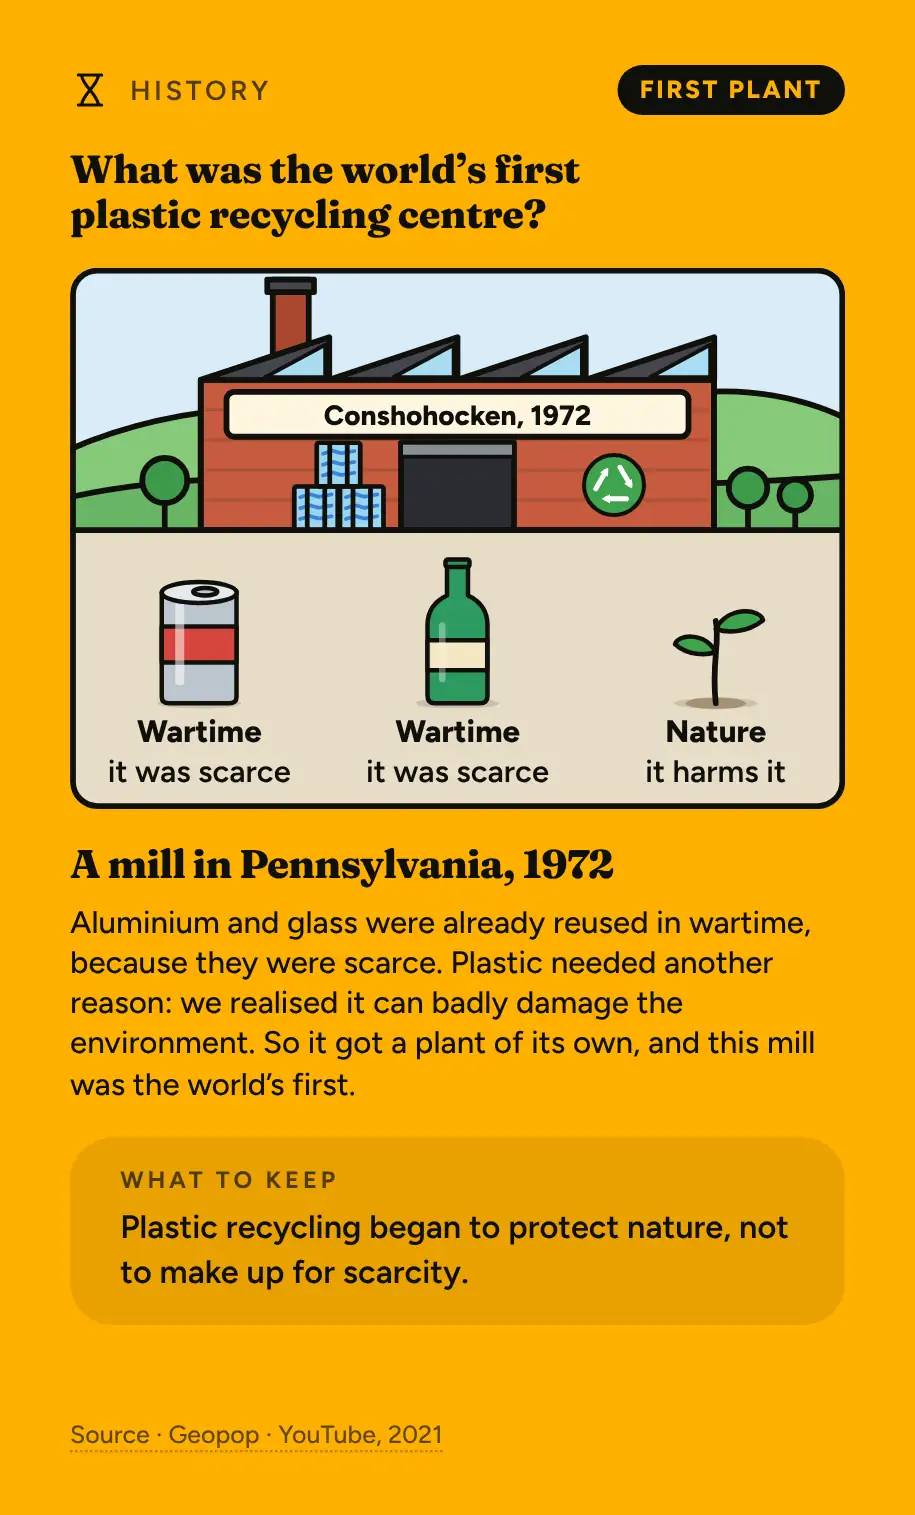 HISTORY
FIRST PLANT
What was the world’s first
plastic recycling centre?
Conshohocken, 1972
Wartime
it was scarce
Wartime
it was scarce
Nature
it harms it
A mill in Pennsylvania, 1972
Aluminium and glass were already reused in wartime,
because they were scarce. Plastic needed another
reason: we realised it can badly damage the
environment. So it got a plant of its own, and this mill
was the world’s first.
WHAT TO KEEP
Plastic recycling began to protect nature, not
to make up for scarcity.
Source · Geopop · YouTube, 2021